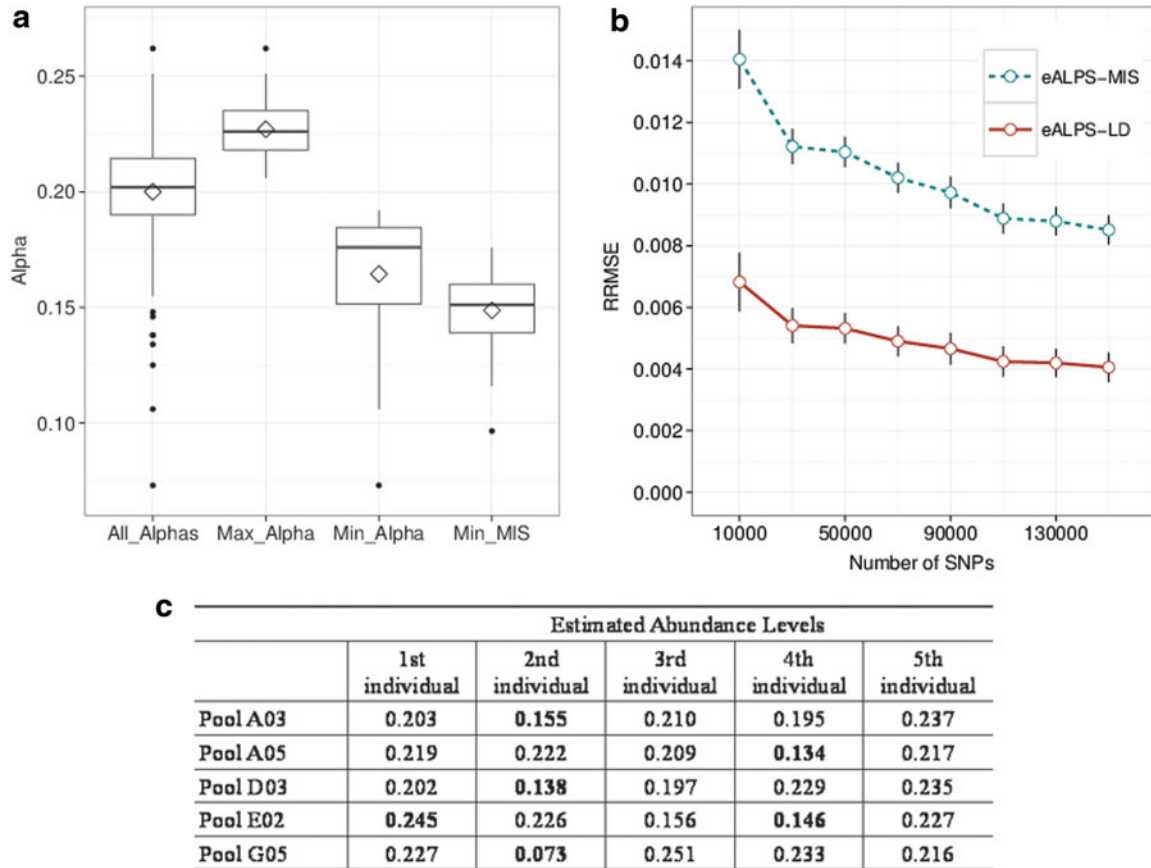 a
0.25
0.20
0.15
0.10
Alpha
All_Alphas Max_Alpha Min_Alpha Min_MIS
b
0.014
0.012
0.010
0.008
0.006
0.004
0.002
0.000
RRMSE
eALPS-MIS
eALPS-LD
10000 50000 90000 130000
Number of SNPs
c
Estimated Abundance Levels
1st individual 2nd individual 3rd individual 4th individual 5th individual
Pool A03 0.203 0.155 0.210 0.195 0.237
Pool A05 0.219 0.222 0.209 0.134 0.217
Pool D03 0.202 0.138 0.197 0.229 0.235
Pool E02 0.245 0.226 0.156 0.146 0.227
Pool G05 0.227 0.073 0.251 0.233 0.216